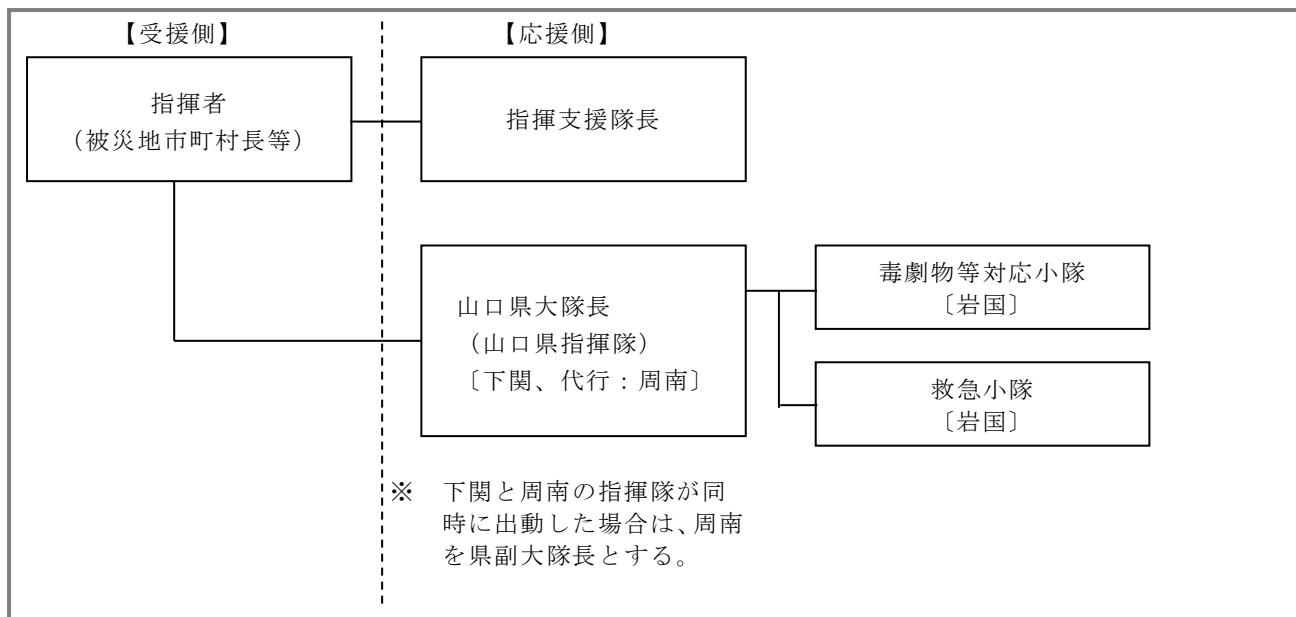 【受援側】
【応援側】
指揮者
（被災地市町村長等）
指揮支援隊長
山口県大隊長
（山口県指揮隊）
〔下関、代行：周南〕
毒劇物等対応小隊
〔岩国〕
救急小隊
〔岩国〕
※　下関と周南の指揮隊が同
時に出動した場合は、周南
を県副大隊長とする。